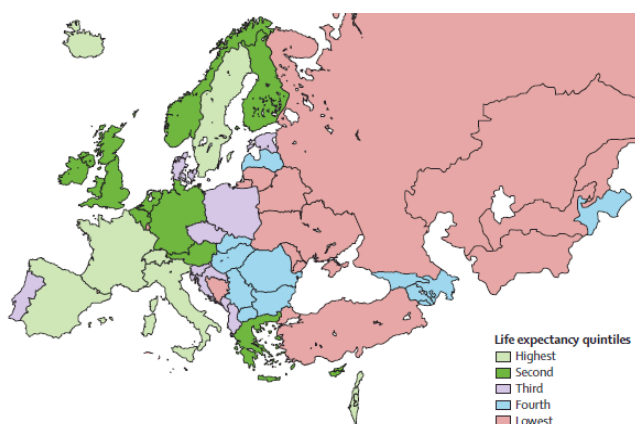 Life expectancy quintiles
Highest
Second
Third
Fourth
Lowest